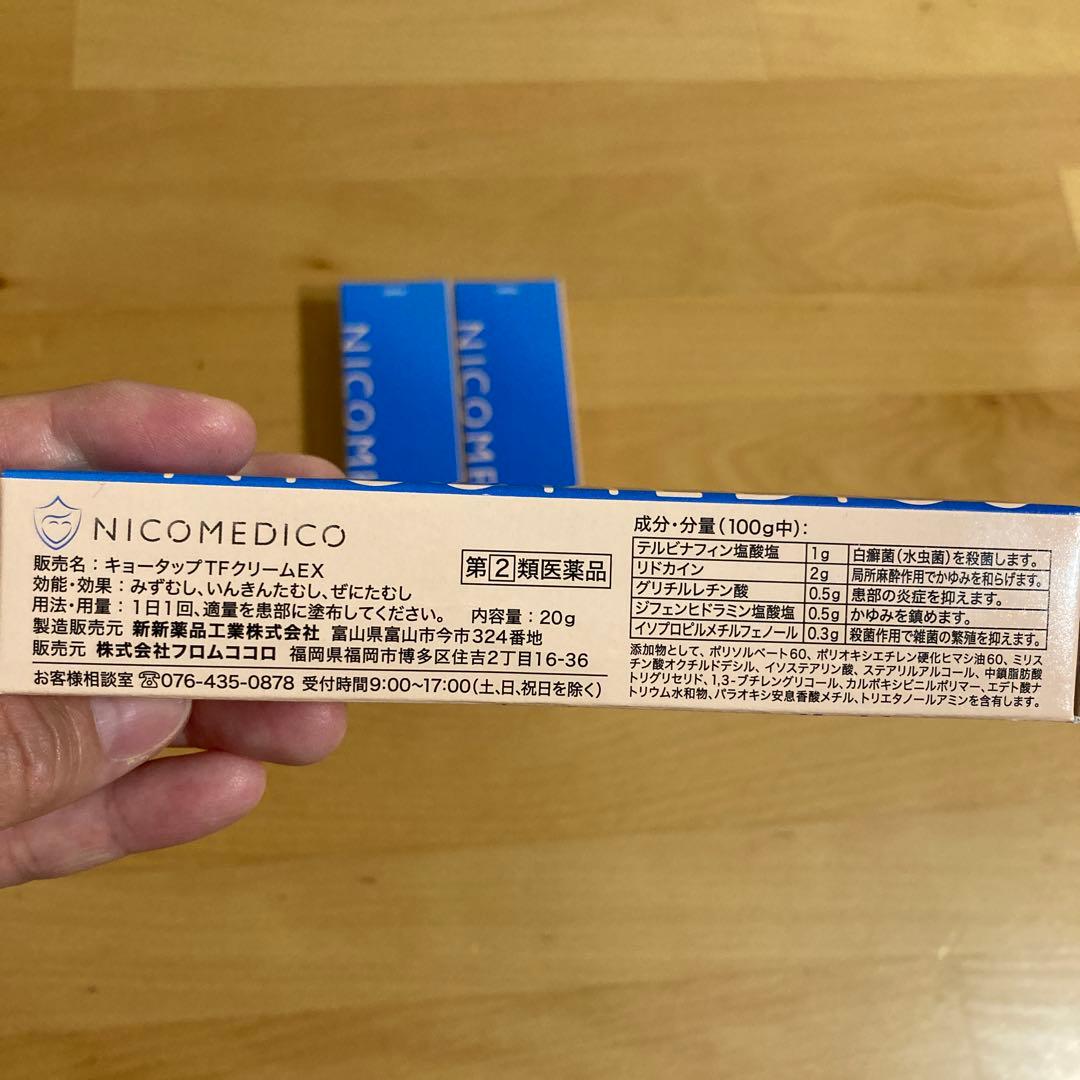 NICOME
NICOME
NICOMEDICO
販売名：キョータップTFクリームEX
指②類医薬品
効能・効果：みずむし、いんきんたむし、ぜにたむし
用法・用量：1日1回、適量を患部に塗布してください。 内容量：20g
製造販売元 新新薬品工業株式会社 富山県富山市今市324番地
販売元 株式会社フロムココロ 福岡県福岡市博多区住吉2丁目16-36
お客様相談室 ☎076-435-0878 受付時間9:00～17:00（土、日、祝日を除く）
成分・分量（100g中）：
テルビナフィン塩酸塩 1g 白癬菌（水虫菌）を殺菌します。
リドカイン 2g 局所麻酔作用でかゆみを和らげます。
グリチルレチン酸 0.5g 患部の炎症を抑えます。
ジフェンヒドラミン塩酸塩 0.5g かゆみを鎮めます。
イソプロピルメチルフェノール 0.3g 殺菌作用で雑菌の繁殖を抑えます。
添加物として、ポリソルベート60、ポリオキシエチレン硬化ヒマシ油60、ミリス
チン酸オクチルドデシル、イソステアリン酸、ステアリルアルコール、中鎖脂肪酸
トリグリセリド、1,3-ブチレングリコール、カルボキシビニルポリマー、エデト酸ナ
トリウム水和物、パラオキシ安息香酸メチル、トリエタノールアミンを含有します。